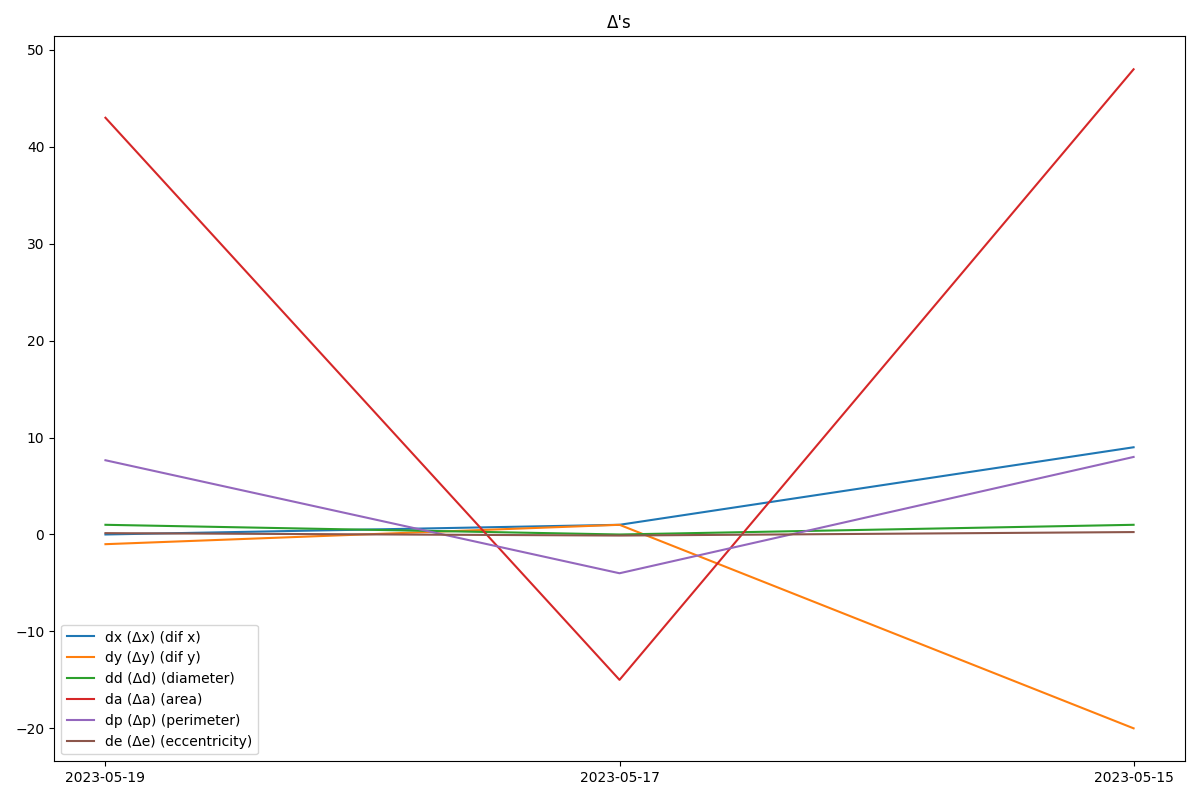 Δ's
50
40
30
20
10
0
−10
−20
dx (Δx) (dif x)
dy (Δy) (dif y)
dd (Δd) (diameter)
da (Δa) (area)
dp (Δp) (perimeter)
de (Δe) (eccentricity)
2023-05-19 2023-05-17 2023-05-15